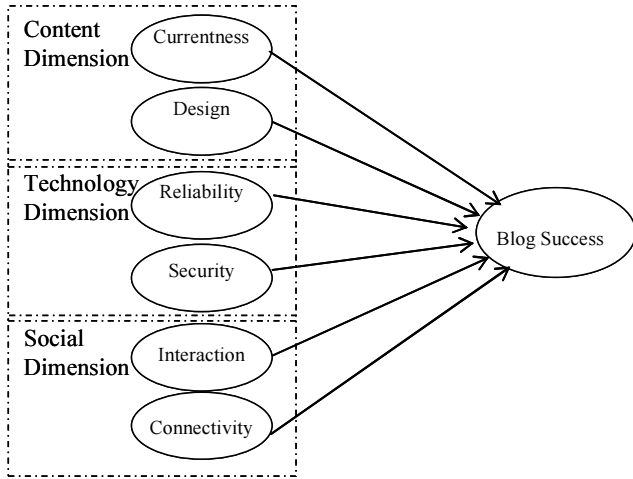 Content
Dimension
Currentness
Design
Technology
Dimension
Reliability
Security
Social
Dimension
Interaction
Connectivity
Blog Success